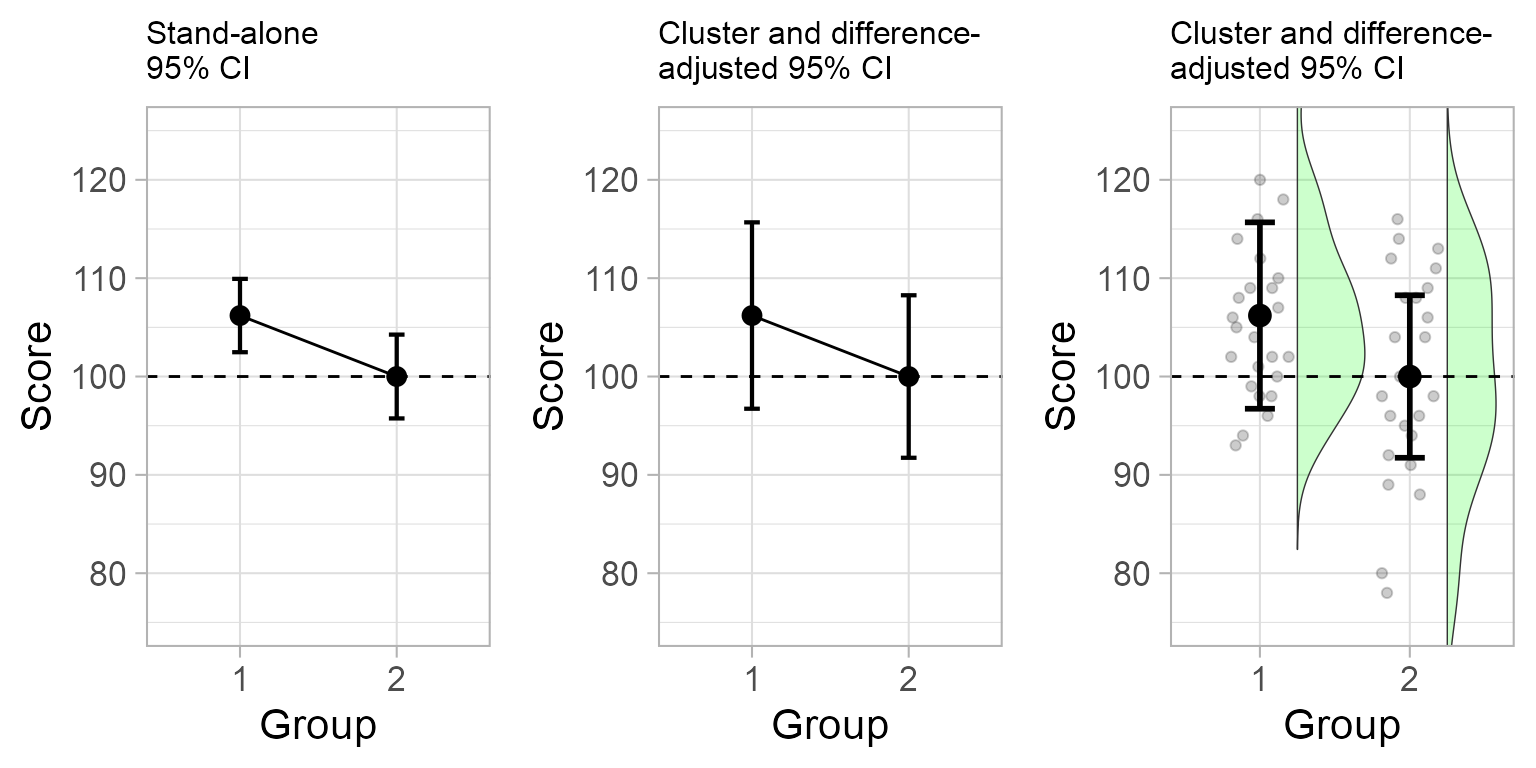 Stand-alone
95% CI
120
110
100
90
80
Score
1 2
Group
Cluster and difference-
adjusted 95% CI
120
110
100
90
80
Score
1 2
Group
Cluster and difference-
adjusted 95% CI
120
110
100
90
80
Score
1 2
Group